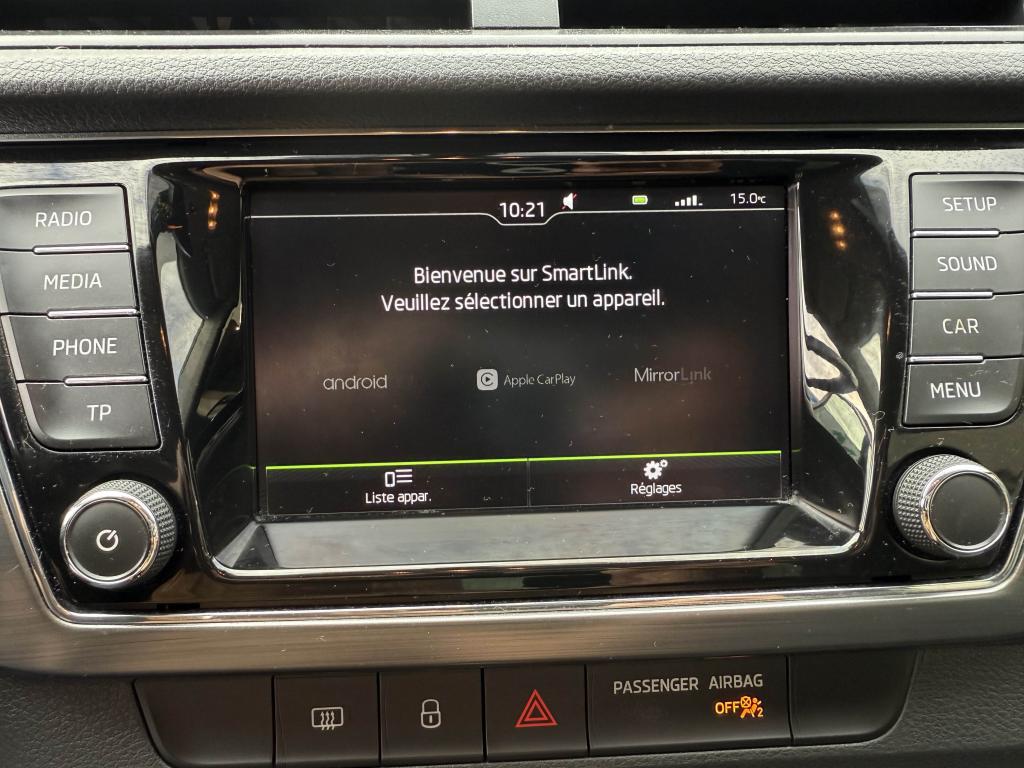 RADIO
MEDIA
PHONE
TP
10:21
15.0°C
Bienvenue sur SmartLink.
Veuillez sélectionner un appareil.
android
Apple CarPlay
MirrorLink
Liste appar.
Réglages
SETUP
SOUND
CAR
MENU
PASSENGER AIRBAG
OFF 2